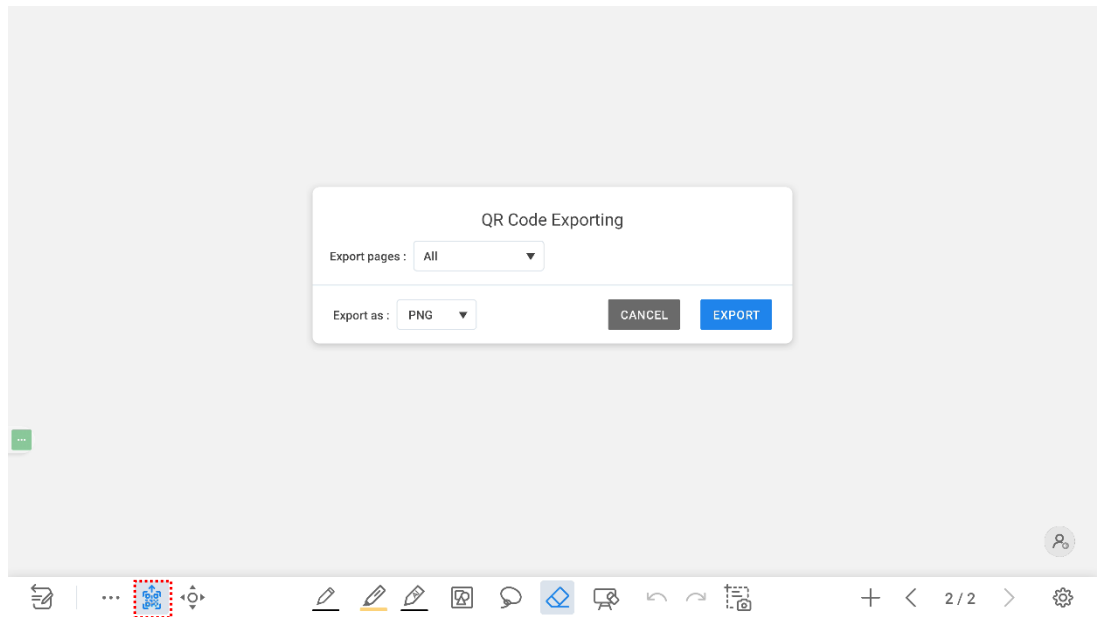 QR Code Exporting
Export pages : All
Export as : PNG CANCEL EXPORT
2 / 2